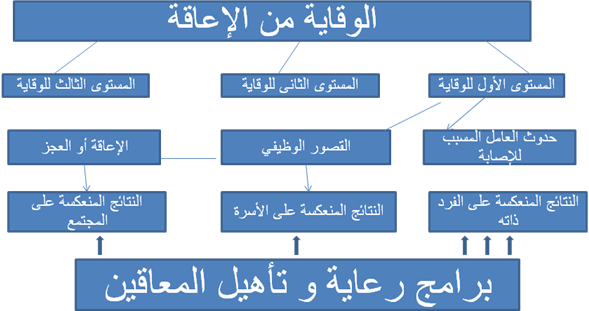 الوقاية من الإعاقة
المستوى الأول للوقاية
المستوى الثانى للوقاية
المستوى الثالث للوقاية
حدوث العامل المسبب
للإصابة
القصور الوظيفي
الإعاقة أو العجز
النتائج المنعكسة على الفرد
ذاته
النتائج المنعكسة على الأسرة
النتائج المنعكسة على
المجتمع
برامج رعاية و تأهيل المعاقين